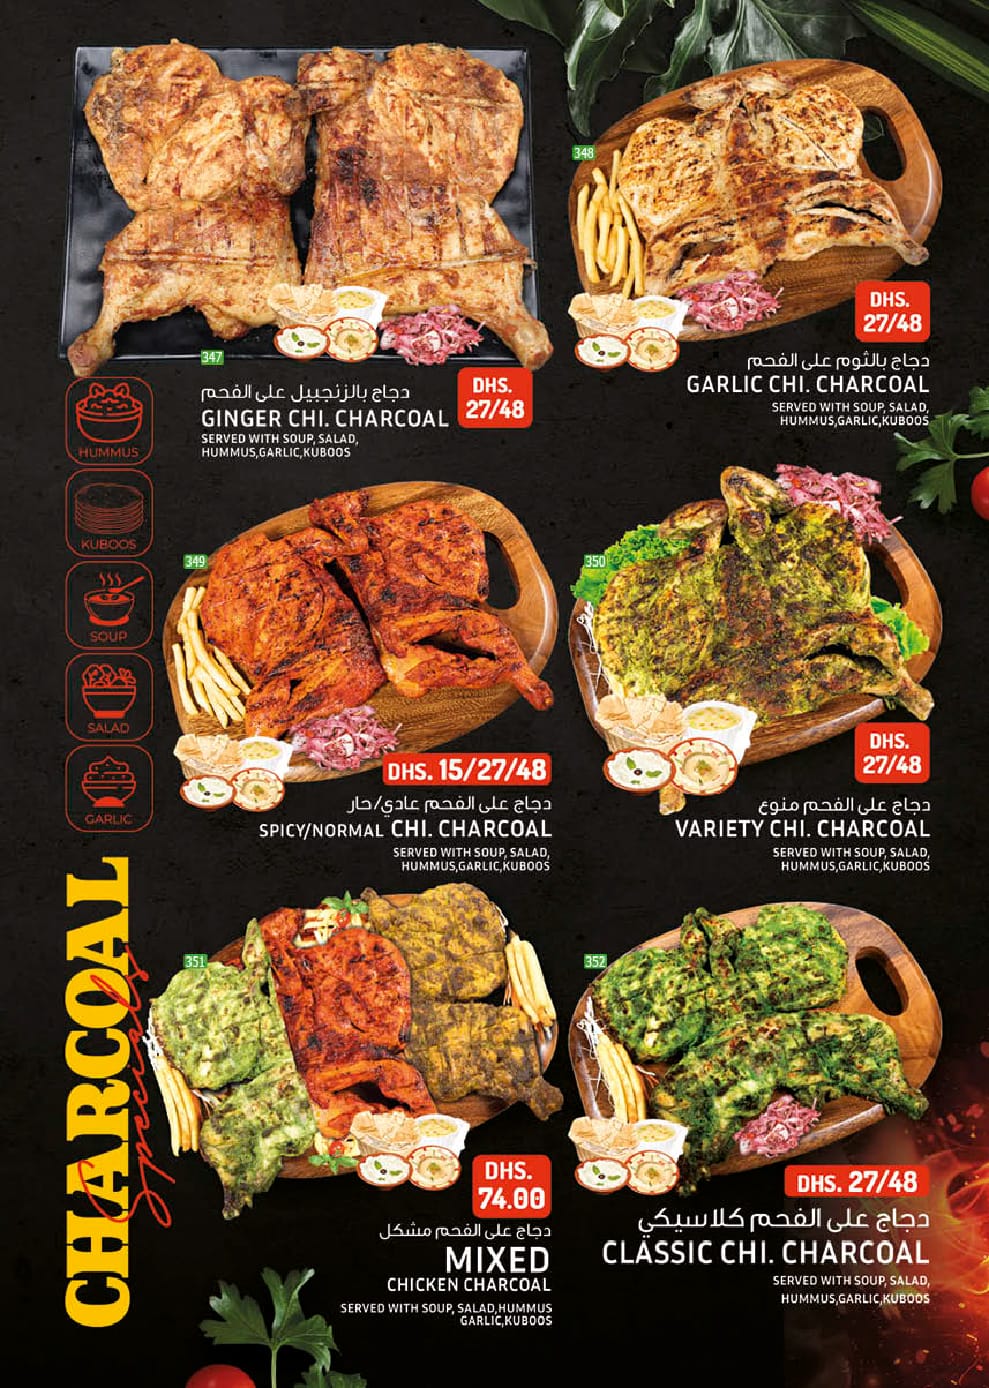 347
دجاج بالزنجبيل على الفحم
GINGER CHI. CHARCOAL
SERVED WITH SOUP, SALAD,
HUMMUS,GARLIC,KUBOOS
DHS.
27/48
348
DHS.
27/48
دجاج بالثوم على الفحم
GARLIC CHI. CHARCOAL
SERVED WITH SOUP, SALAD,
HUMMUS,GARLIC,KUBOOS
HUMMUS
KUBOOS
SOUP
SALAD
GARLIC
349
DHS. 15/27/48
دجاج على الفحم عادي/حار
SPICY/NORMAL CHI. CHARCOAL
SERVED WITH SOUP, SALAD,
HUMMUS,GARLIC,KUBOOS
350
DHS.
27/48
دجاج على الفحم منوع
VARIETY CHI. CHARCOAL
SERVED WITH SOUP, SALAD,
HUMMUS,GARLIC,KUBOOS
CHARCOAL
Specials
351
DHS.
74.00
دجاج على الفحم مشكل
MIXED
CHICKEN CHARCOAL
SERVED WITH SOUP, SALAD,HUMMUS
GARLIC,KUBOOS
352
DHS. 27/48
دجاج على الفحم كلاسيكي
CLASSIC CHI. CHARCOAL
SERVED WITH SOUP, SALAD,
HUMMUS,GARLIC,KUBOOS